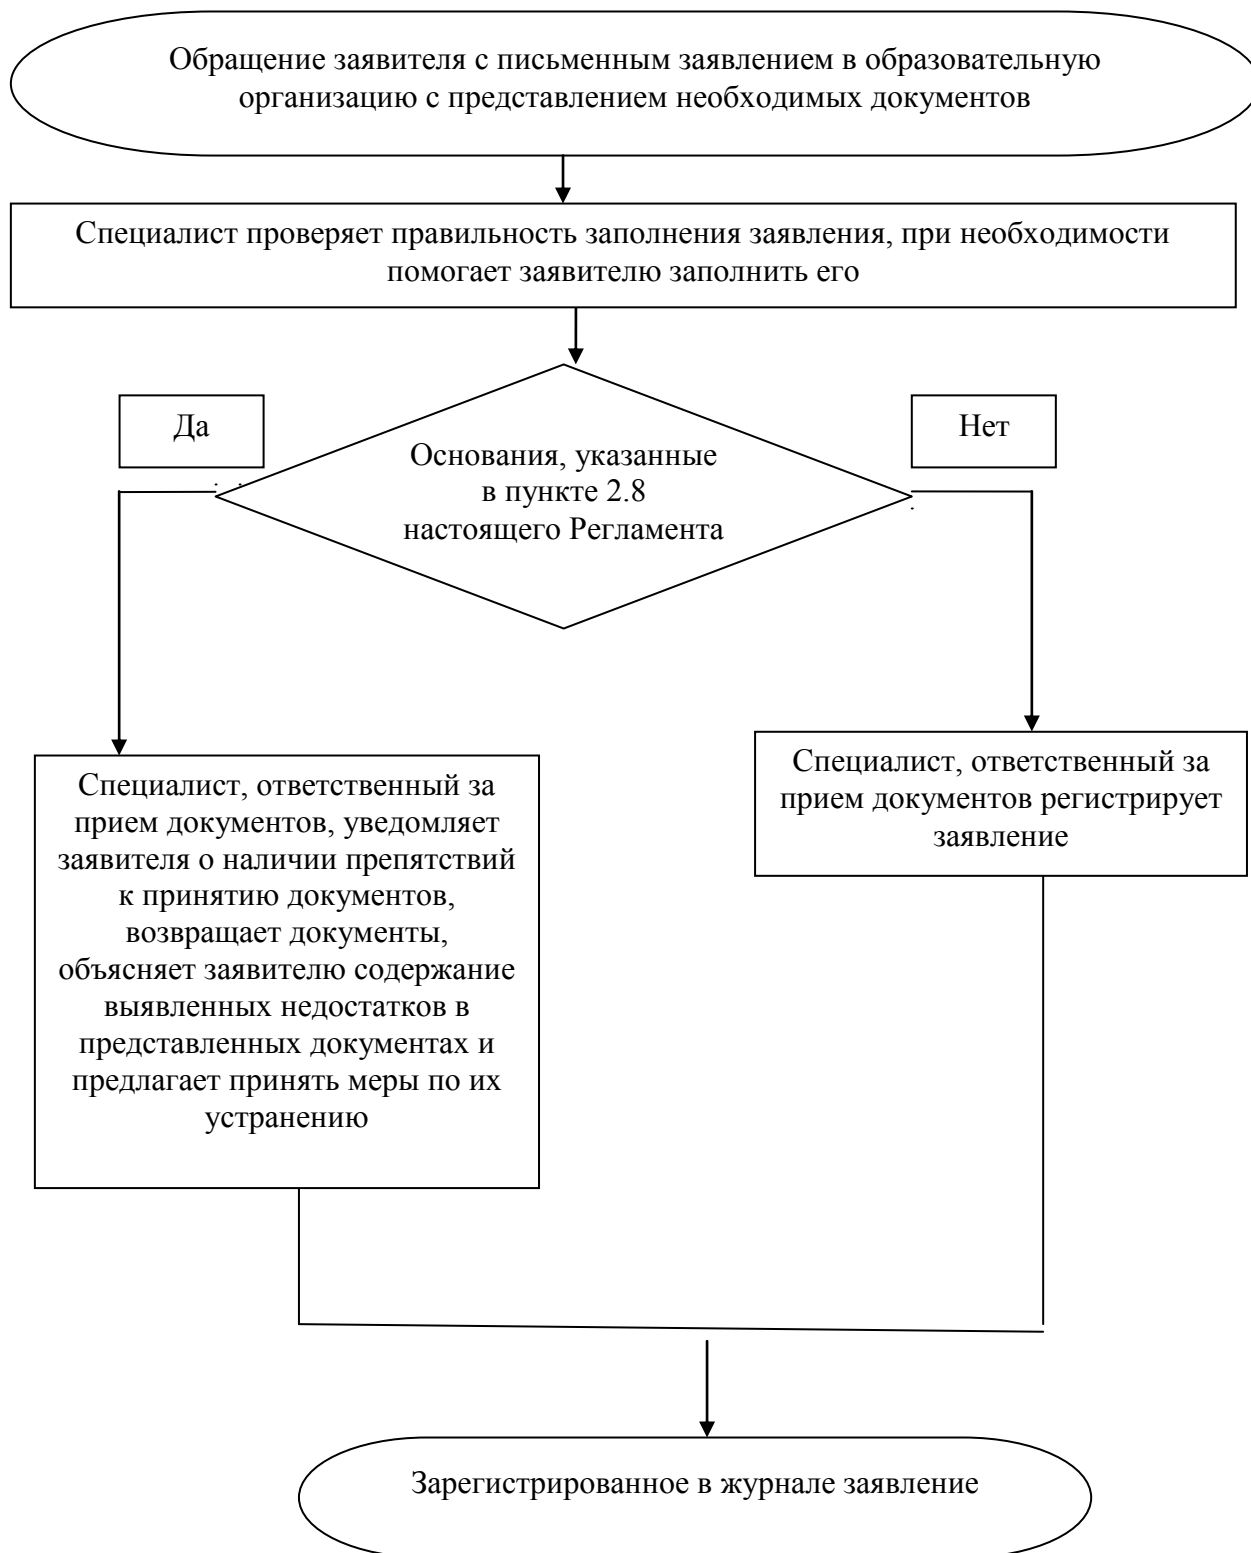 Обращение заявителя с письменным заявлением в образовательную
организацию с представлением необходимых документов
Специалист проверяет правильность заполнения заявления, при необходимости
помогает заявителю заполнить его
Да
Нет
Основания, указанные
в пункте 2.8
настоящего Регламента
Специалист, ответственный за
прием документов, уведомляет
заявителя о наличии препятствий
к принятию документов,
возвращает документы,
объясняет заявителю содержание
выявленных недостатков в
представленных документах и
предлагает принять меры по их
устранению
Специалист, ответственный за
прием документов регистрирует
заявление
Зарегистрированное в журнале заявление